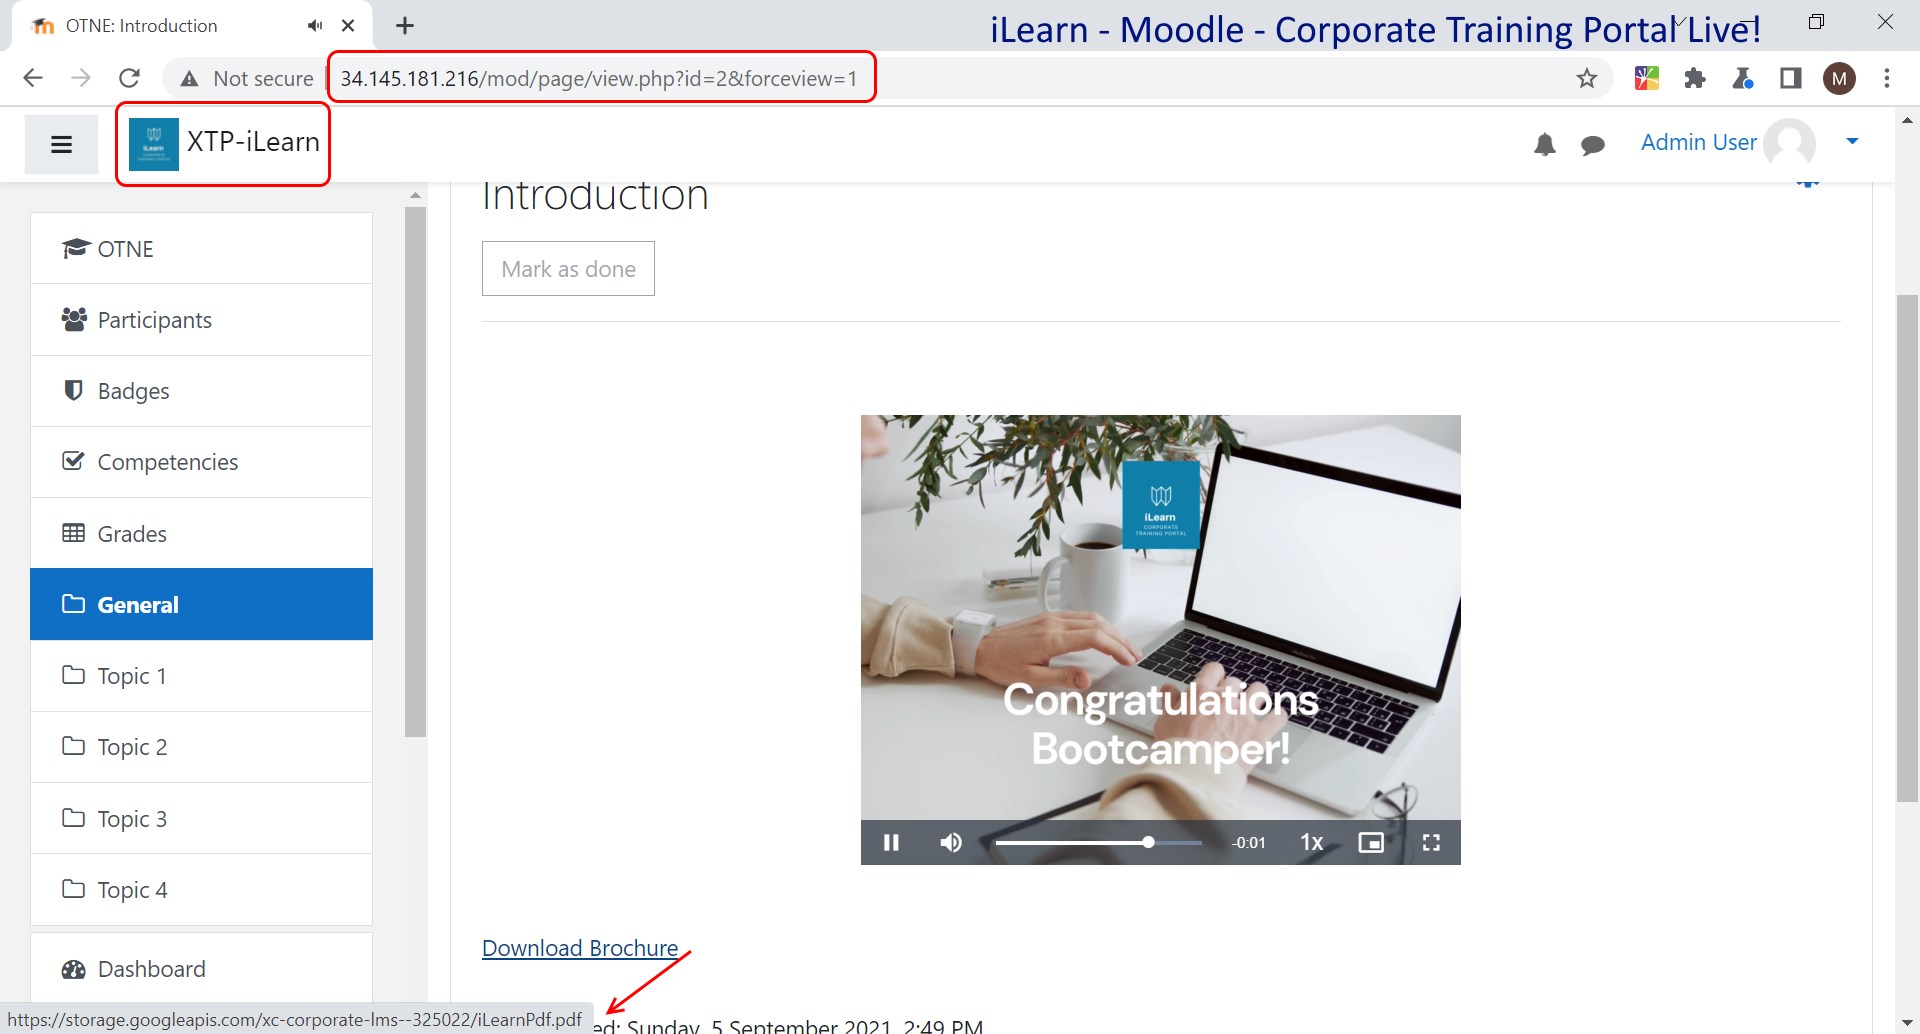 OTNE: Introduction
iLearn - Moodle - Corporate Training Portal Live!
Not secure
34.145.181.216/mod/page/view.php?id=2&forceview=1
M
XTP-iLearn
Admin User
Introduction
Mark as done
OTNE
Participants
Badges
Competencies
Grades
General
Topic 1
Topic 2
Topic 3
Topic 4
Dashboard
iLearn
CORPORATE
TRAINING PORTAL
Congratulations
Bootcamper!
-0:01
1x
Download Brochure
https://storage.googleapis.com/xc-corporate-lms--325022/iLearnPdf.pdf
ed: Sunday, 5 September 2021, 2:49 PM